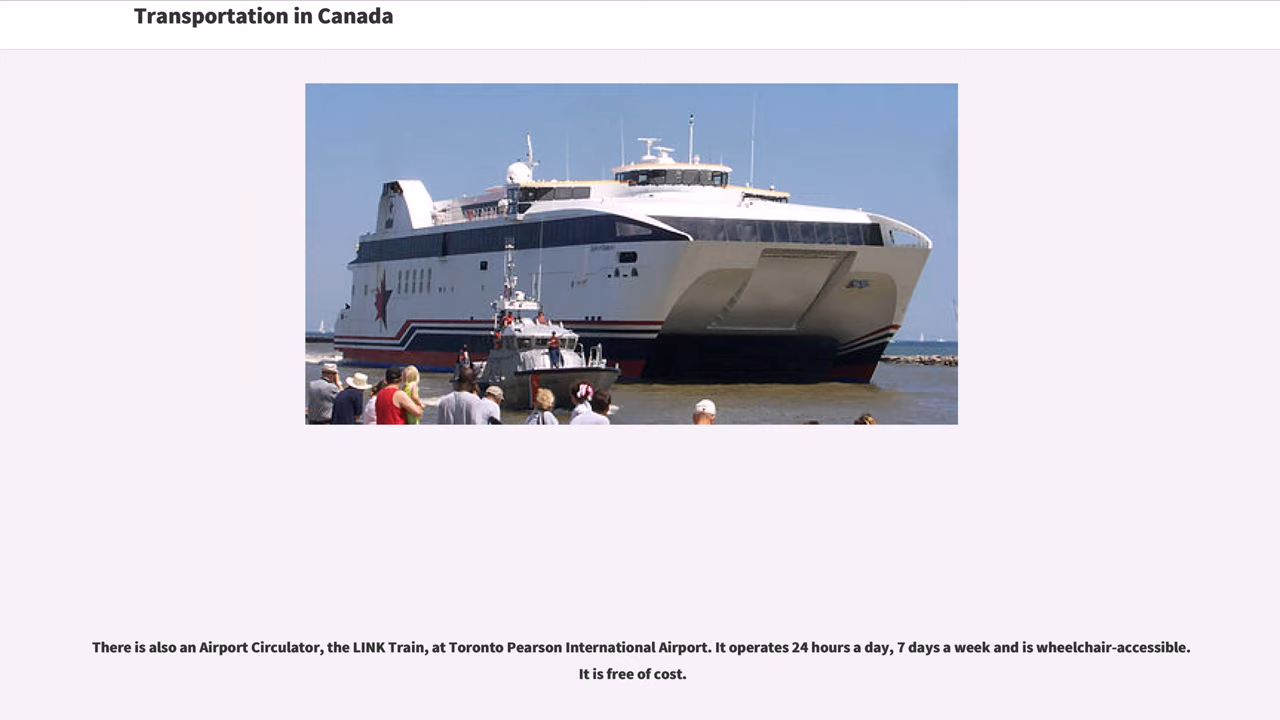 Transportation in Canada
There is also an Airport Circulator, the LINK Train, at Toronto Pearson International Airport. It operates 24 hours a day, 7 days a week and is wheelchair-accessible.
It is free of cost.